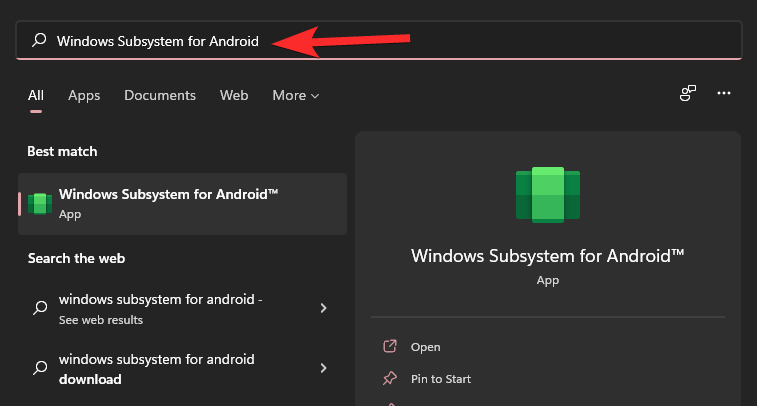 Windows Subsystem for Android
All Apps Documents Web More
Best match
Windows Subsystem for Android™
App
Search the web
windows subsystem for android -
See web results
windows subsystem for android
download
Windows Subsystem for Android™
App
Open
Pin to Start